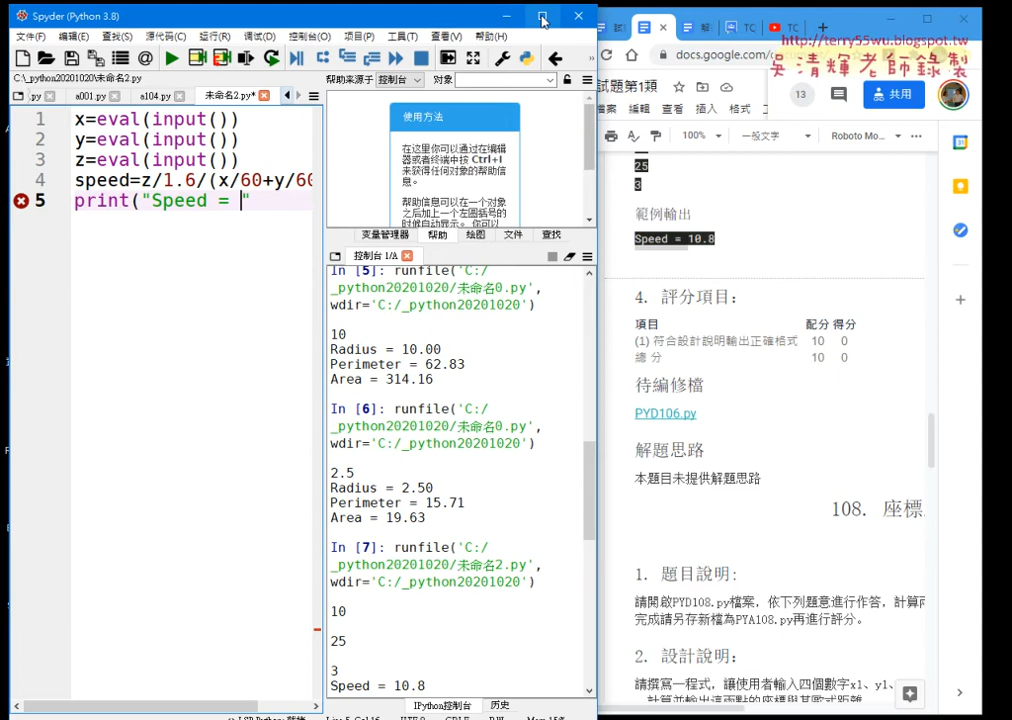 Spyder (Python 3.8)
文件(F) 编辑(E) 查找(S) 源代码(C) 运行(R) 调试(D) 控制台(O) 项目(P) 工具(T) 查看(V) 帮助(H)
C:\_python20201020\未命名2.py
.py a001.py a104.py 未命名2.py*
1 x=eval(input())
2 y=eval(input())
3 z=eval(input())
4 speed=z/1.6/(x/60+y/60
5 print("Speed = "
帮助来源于 控制台 对象
使用方法
在这里你可以通过在编辑
器或者终端中按 Ctrl+I
来获得任何对象的帮助信
息。
帮助信息可以在一个对象
之后加上一个左圆括号的
时候自动显示。 你可以
变量管理器 帮助 绘图 文件 查找
控制台 1/A
In [5]: runfile('C:/
_python20201020/未命名0.py',
wdir='C:/_python20201020')
10
Radius = 10.00
Perimeter = 62.83
Area = 314.16
In [6]: runfile('C:/
_python20201020/未命名0.py',
wdir='C:/_python20201020')
2.5
Radius = 2.50
Perimeter = 15.71
Area = 19.63
In [7]: runfile('C:/
_python20201020/未命名2.py',
wdir='C:/_python20201020')
10
25
3
Speed = 10.8
IPython控制台 历史
TC TC
http://terry55wu.blogspot.tw
docs.google.com
吳清輝老師錄製
試題第1類
檔案 編輯 查看 插入 格式
13
共用
100% 一般文字 Roboto Mo...
25
3
範例輸出
Speed = 10.8
4. 評分項目:
項目 配分 得分
(1) 符合設計說明輸出正確格式 10 0
總 分 10 0
待編修檔
PYD106.py
解題思路
本題目未提供解題思路
108. 座標
1. 題目說明:
請開啟PYD108.py檔案，依下列題意進行作答，計算兩
完成請另存新檔為PYA108.py再進行評分。
2. 設計說明:
請撰寫一程式，讓使用者輸入四個數字x1、y1、